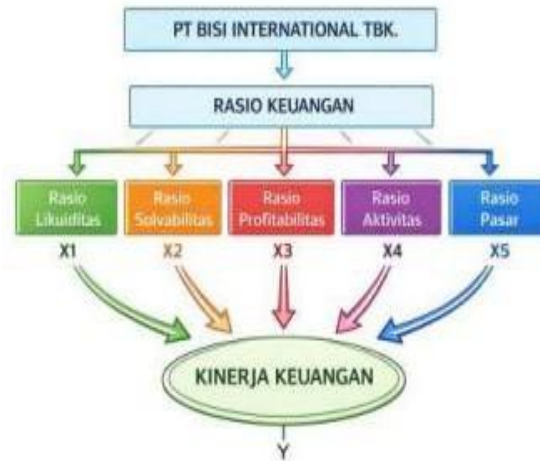 PT BISI INTERNATIONAL TBK.
RASIO KEUANGAN
Rasio
Likuiditas
Rasio
Solvabilitas
Rasio
Profitabilitas
Rasio
Aktivitas
Rasio
Pasar
X1
X2
X3
X4
X5
KINERJA KEUANGAN
Y